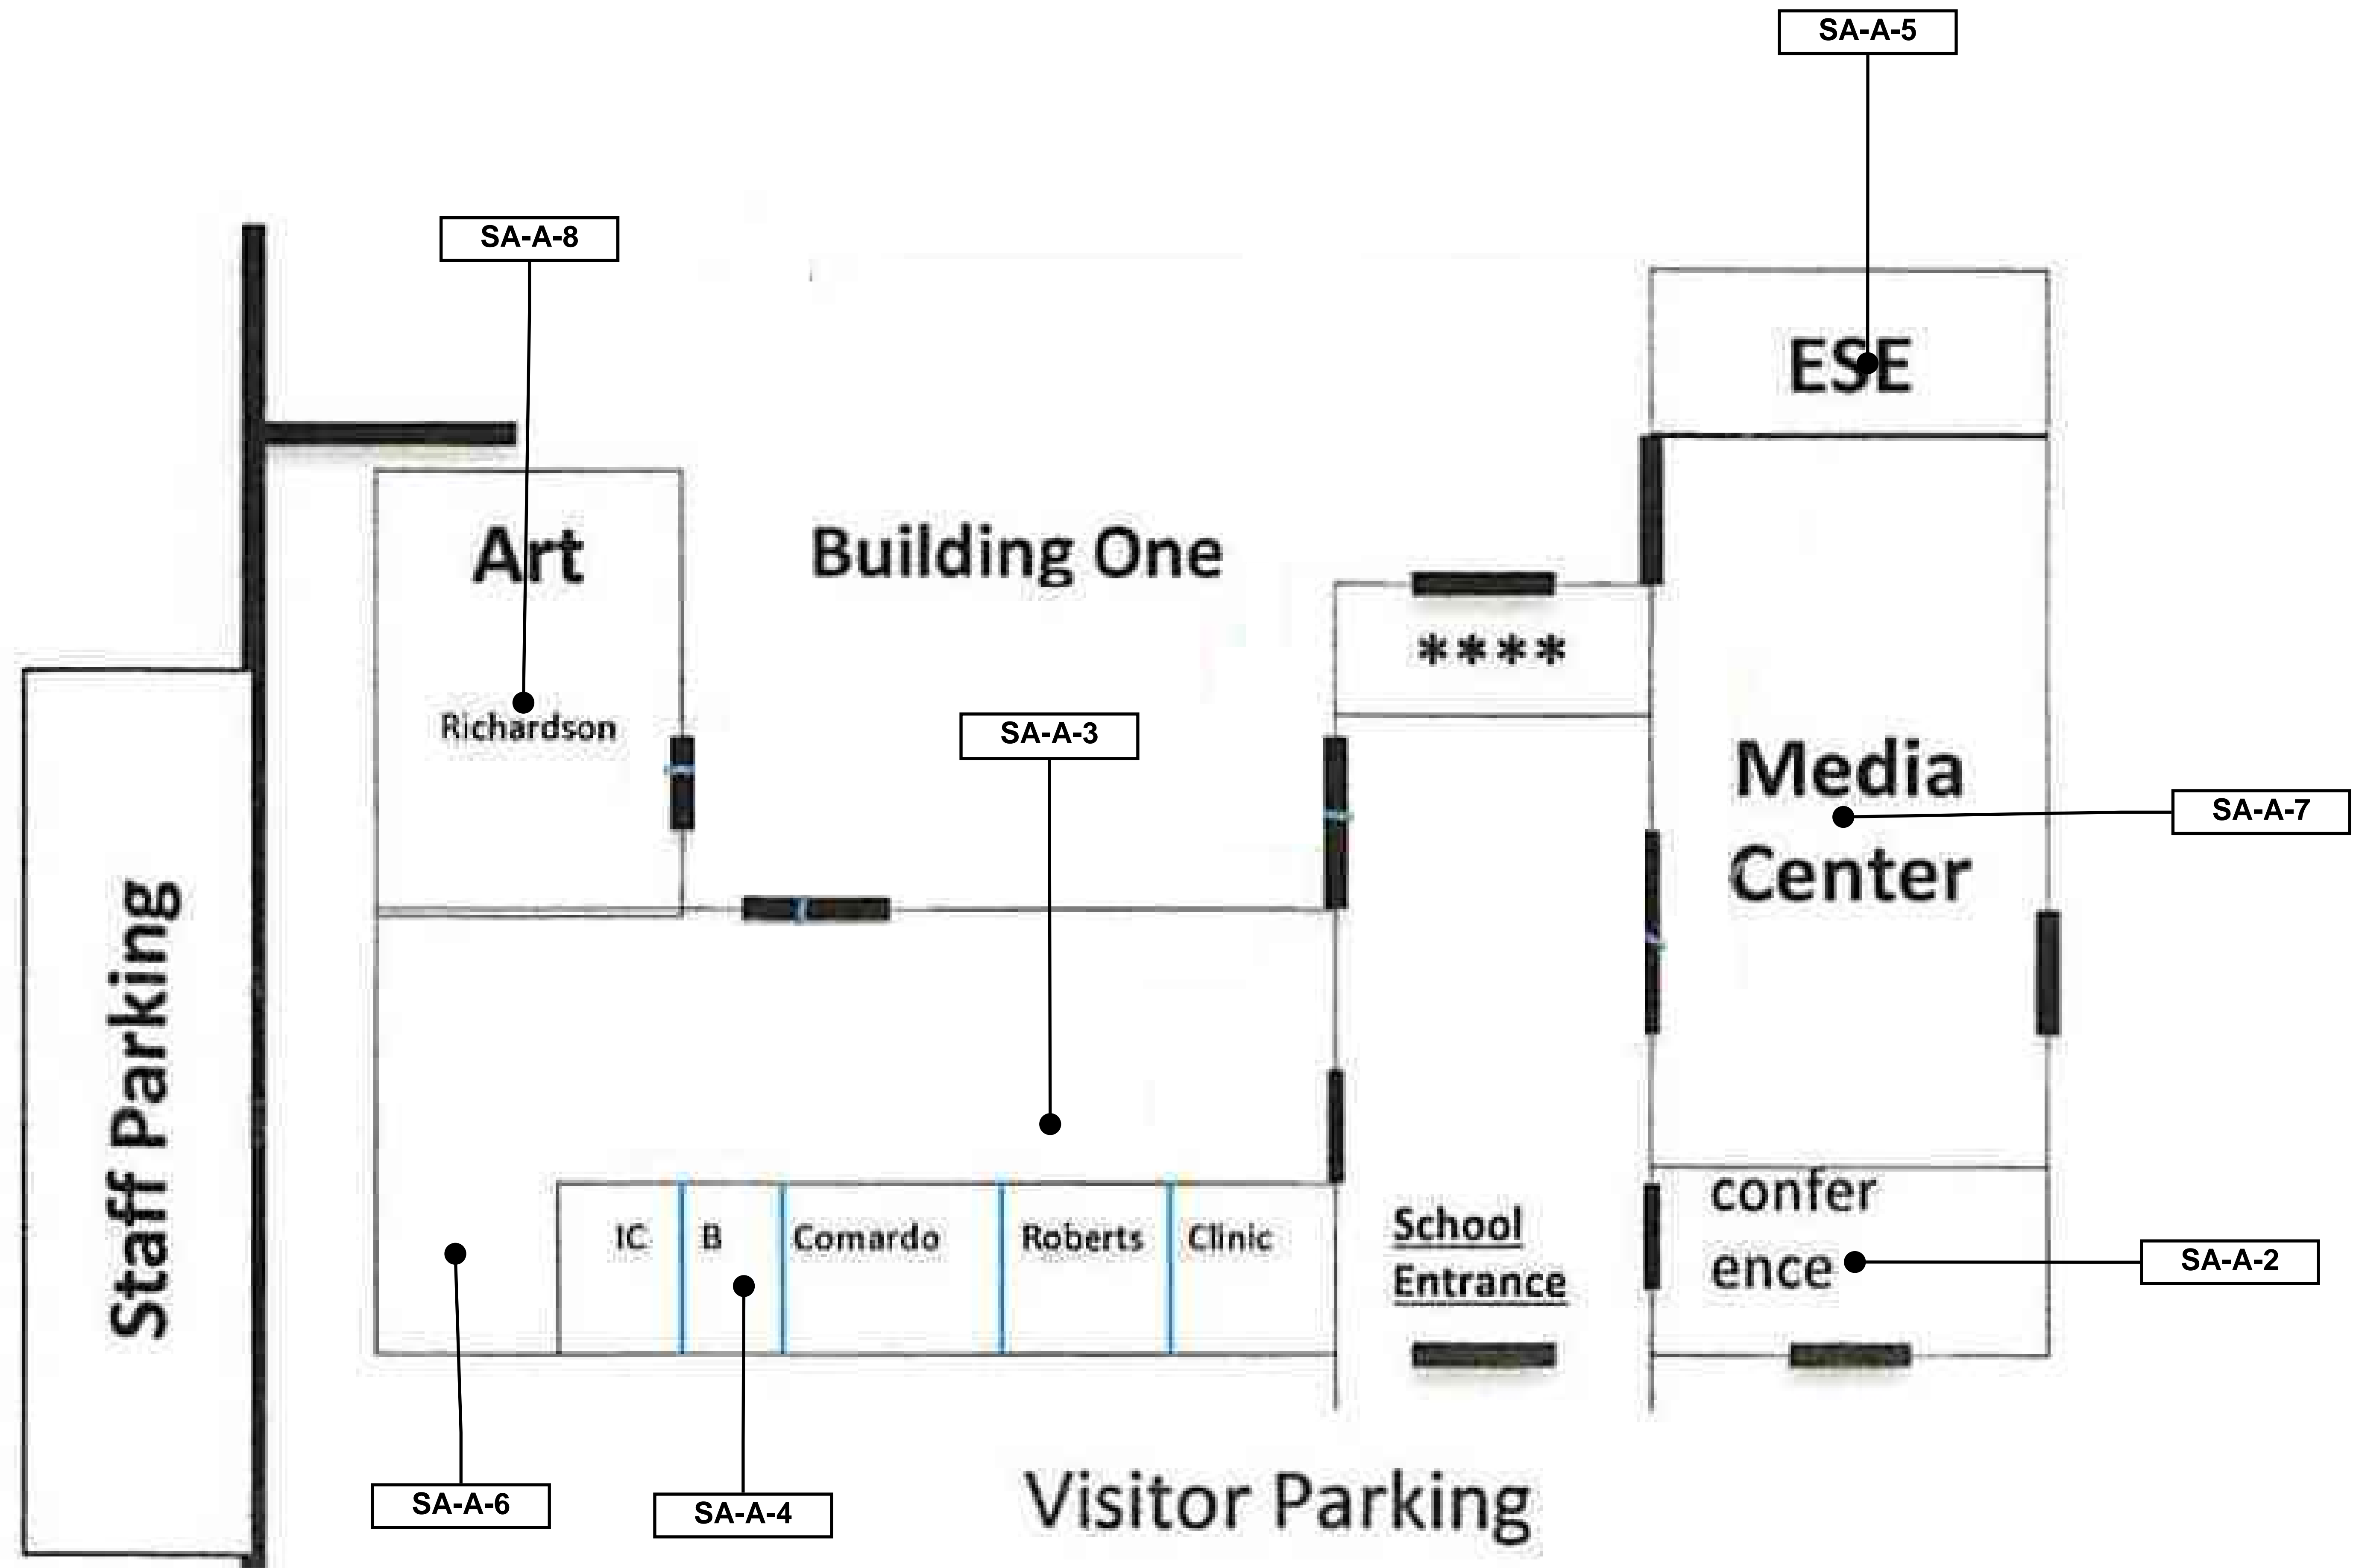 SA-A-5
SA-A-8
ESE
Art
Building One
****
Richardson
SA-A-3
Media
Center
SA-A-7
Staff Parking
confer
ence
IC
B
Comardo
Roberts
Clinic
School
Entrance
SA-A-2
SA-A-6
SA-A-4
Visitor Parking